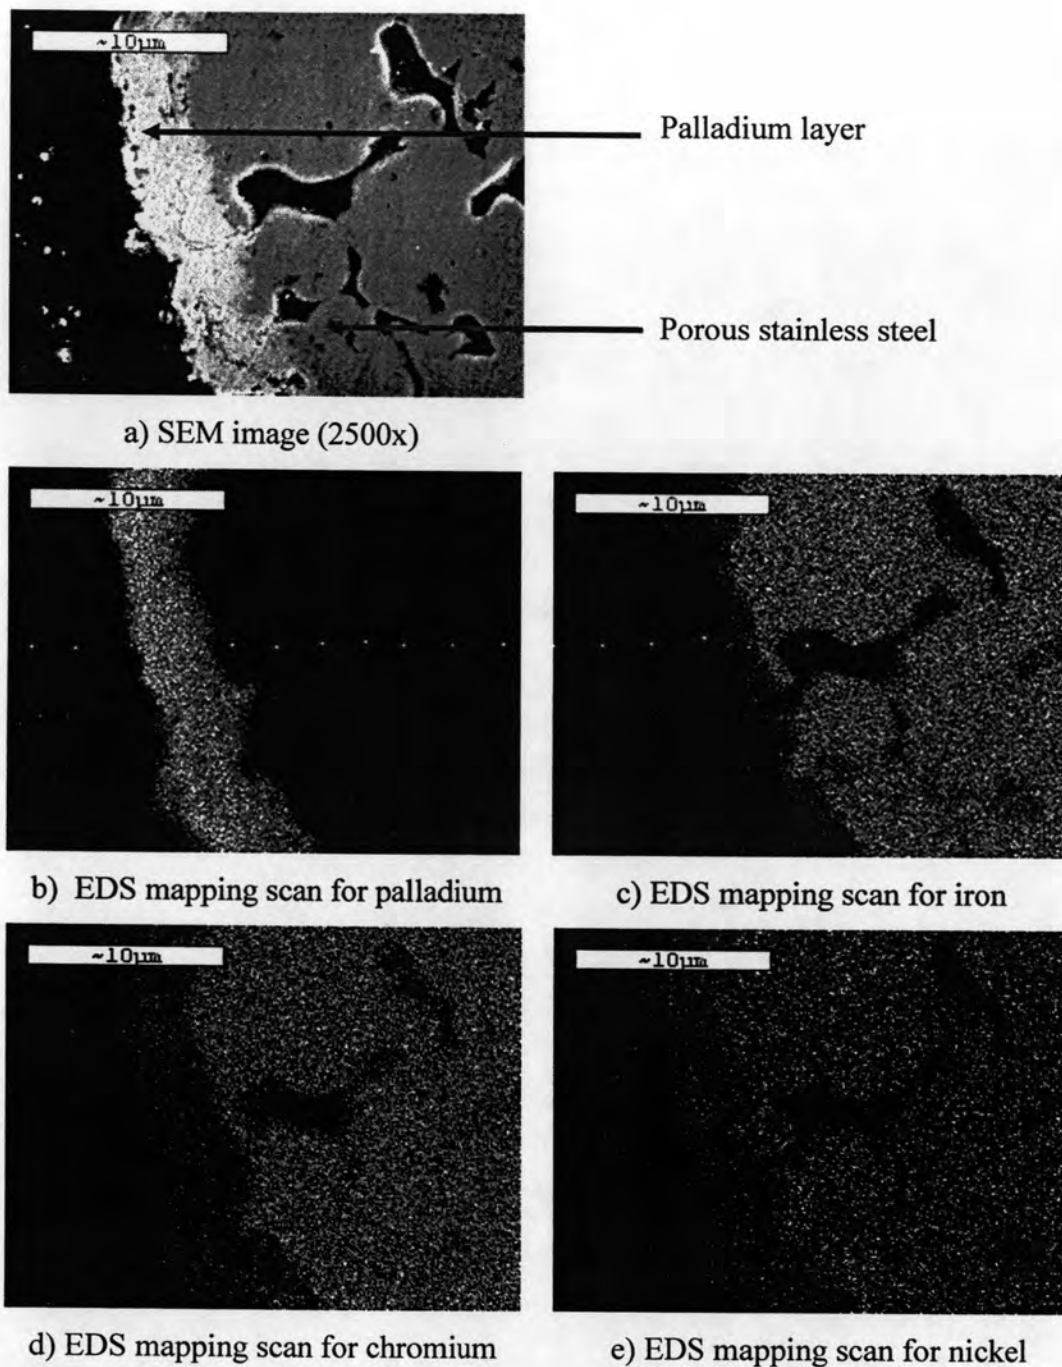 ~10μm
Palladium layer
Porous stainless steel
a) SEM image (2500x)
~10μm
~10μm
b) EDS mapping scan for palladium
c) EDS mapping scan for iron
~10μm
~10μm
d) EDS mapping scan for chromium
e) EDS mapping scan for nickel